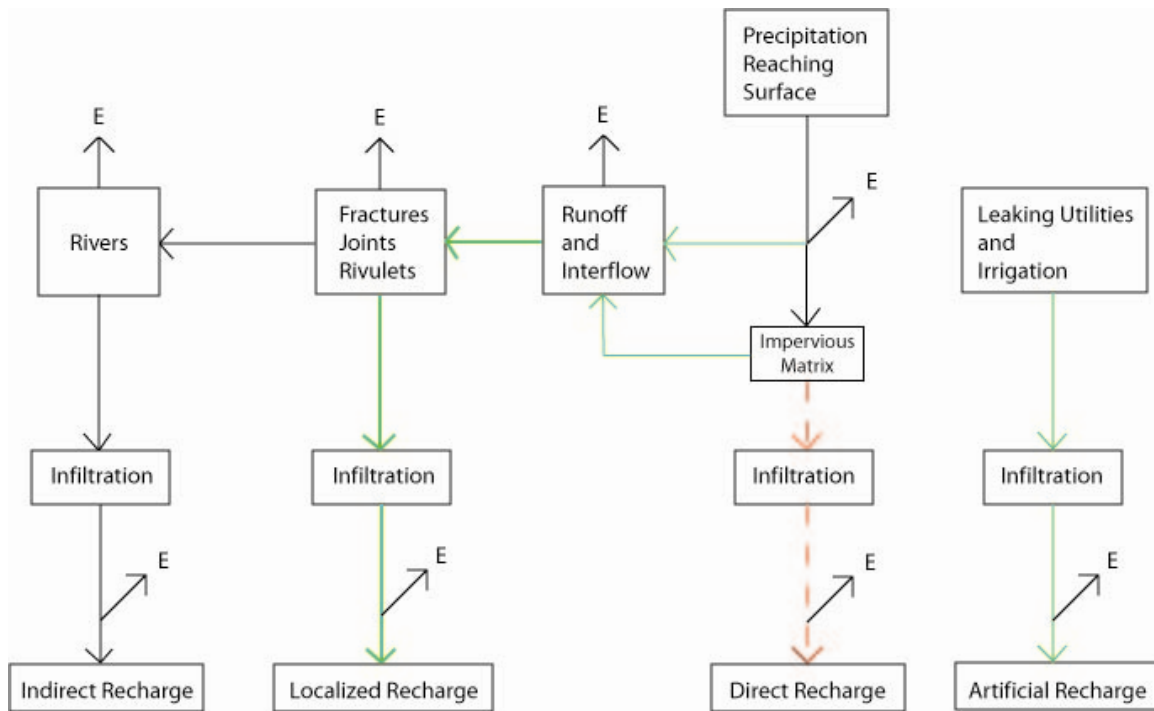 Precipitation
Reaching
Surface
E
E
E
E
Rivers
Fractures
Joints
Rivulets
Runoff
and
Interflow
Leaking Utilities
and
Irrigation
Impervious
Matrix
Infiltration
Infiltration
Infiltration
Infiltration
E
E
E
E
Indirect Recharge
Localized Recharge
Direct Recharge
Artificial Recharge